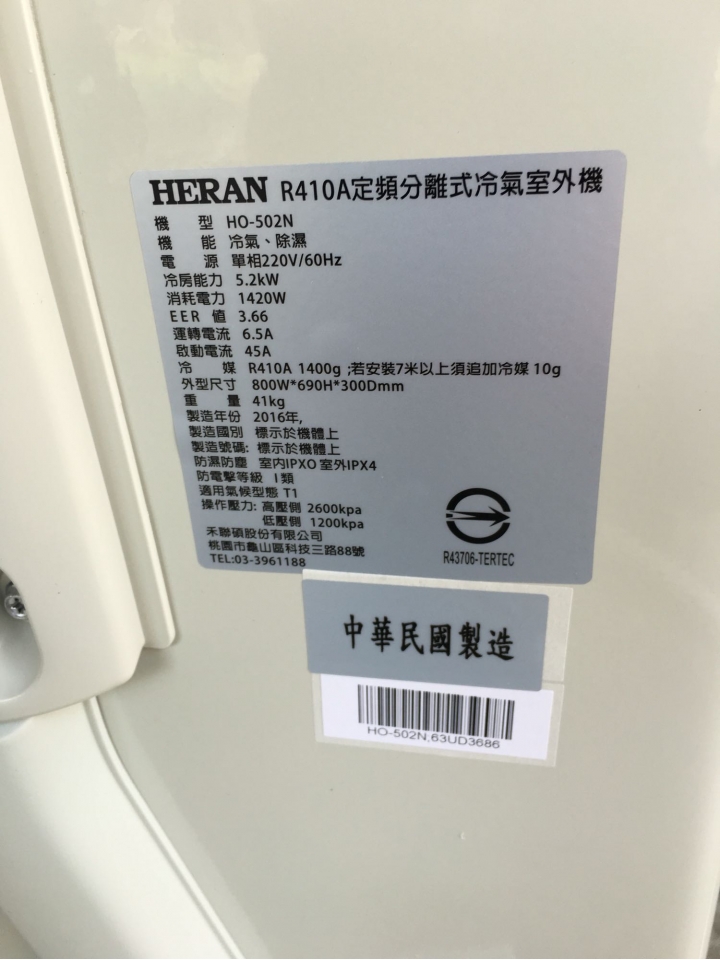 HERAN R410A定頻分離式冷氣室外機
機 型 HO-502N
機 能 冷氣、除濕
電 源 單相220V/60Hz
冷房能力 5.2kW
消耗電力 1420W
EER 值 3.66
運轉電流 6.5A
啟動電流 45A
冷 媒 R410A 1400g ;若安裝7米以上須追加冷媒 10g
外型尺寸 800W*690H*300Dmm
重 量 41kg
製造年份 2016年,
製造國別 標示於機體上
製造號碼: 標示於機體上
防濕防塵 室內IPXO 室外IPX4
防電擊等級 I 類
適用氣候型態 T1
操作壓力: 高壓側 2600kpa
低壓側 1200kpa
禾聯碩股份有限公司
桃園市龜山區科技三路88號
TEL:03-3961188
R43706-TERTEC
中華民國製造
HO-502N,63UD3686